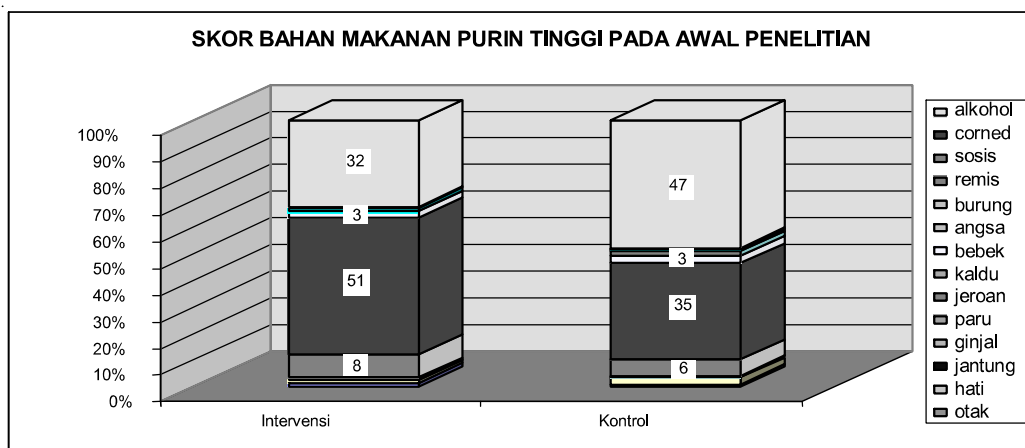 SKOR BAHAN MAKANAN PURIN TINGGI PADA AWAL PENELITIAN
100%
90%
80%
70%
60%
50%
40%
30%
20%
10%
0%
32
3
51
8
47
3
35
6
Intervensi
Kontrol
alkohol
corned
sosis
remis
burung
angsa
bebek
kaldu
jeroan
paru
ginjal
jantung
hati
otak